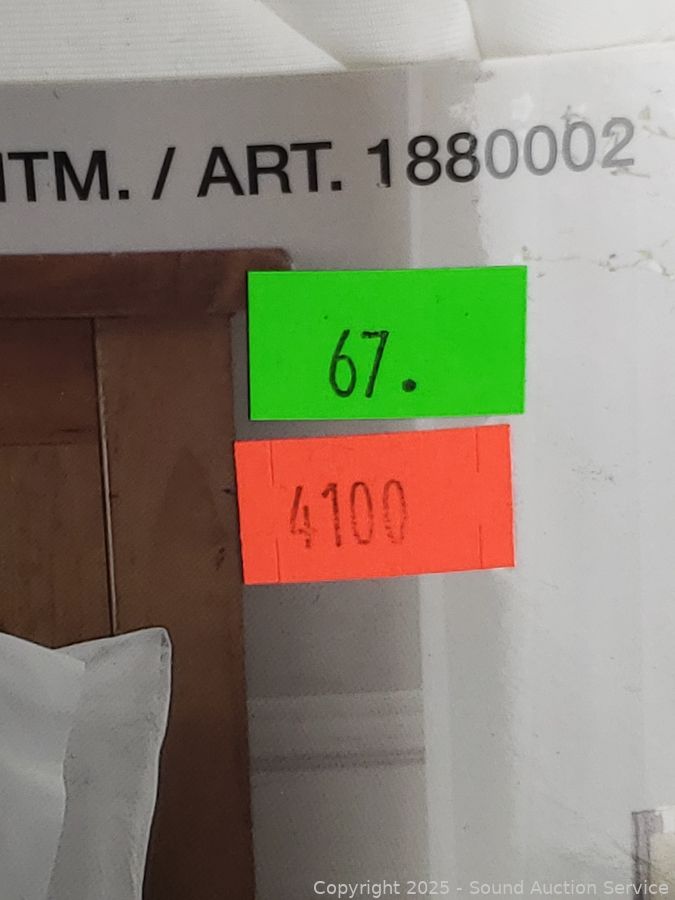 ITM. / ART. 1880002
67.
4100
Copyright 2025 - Sound Auction Service